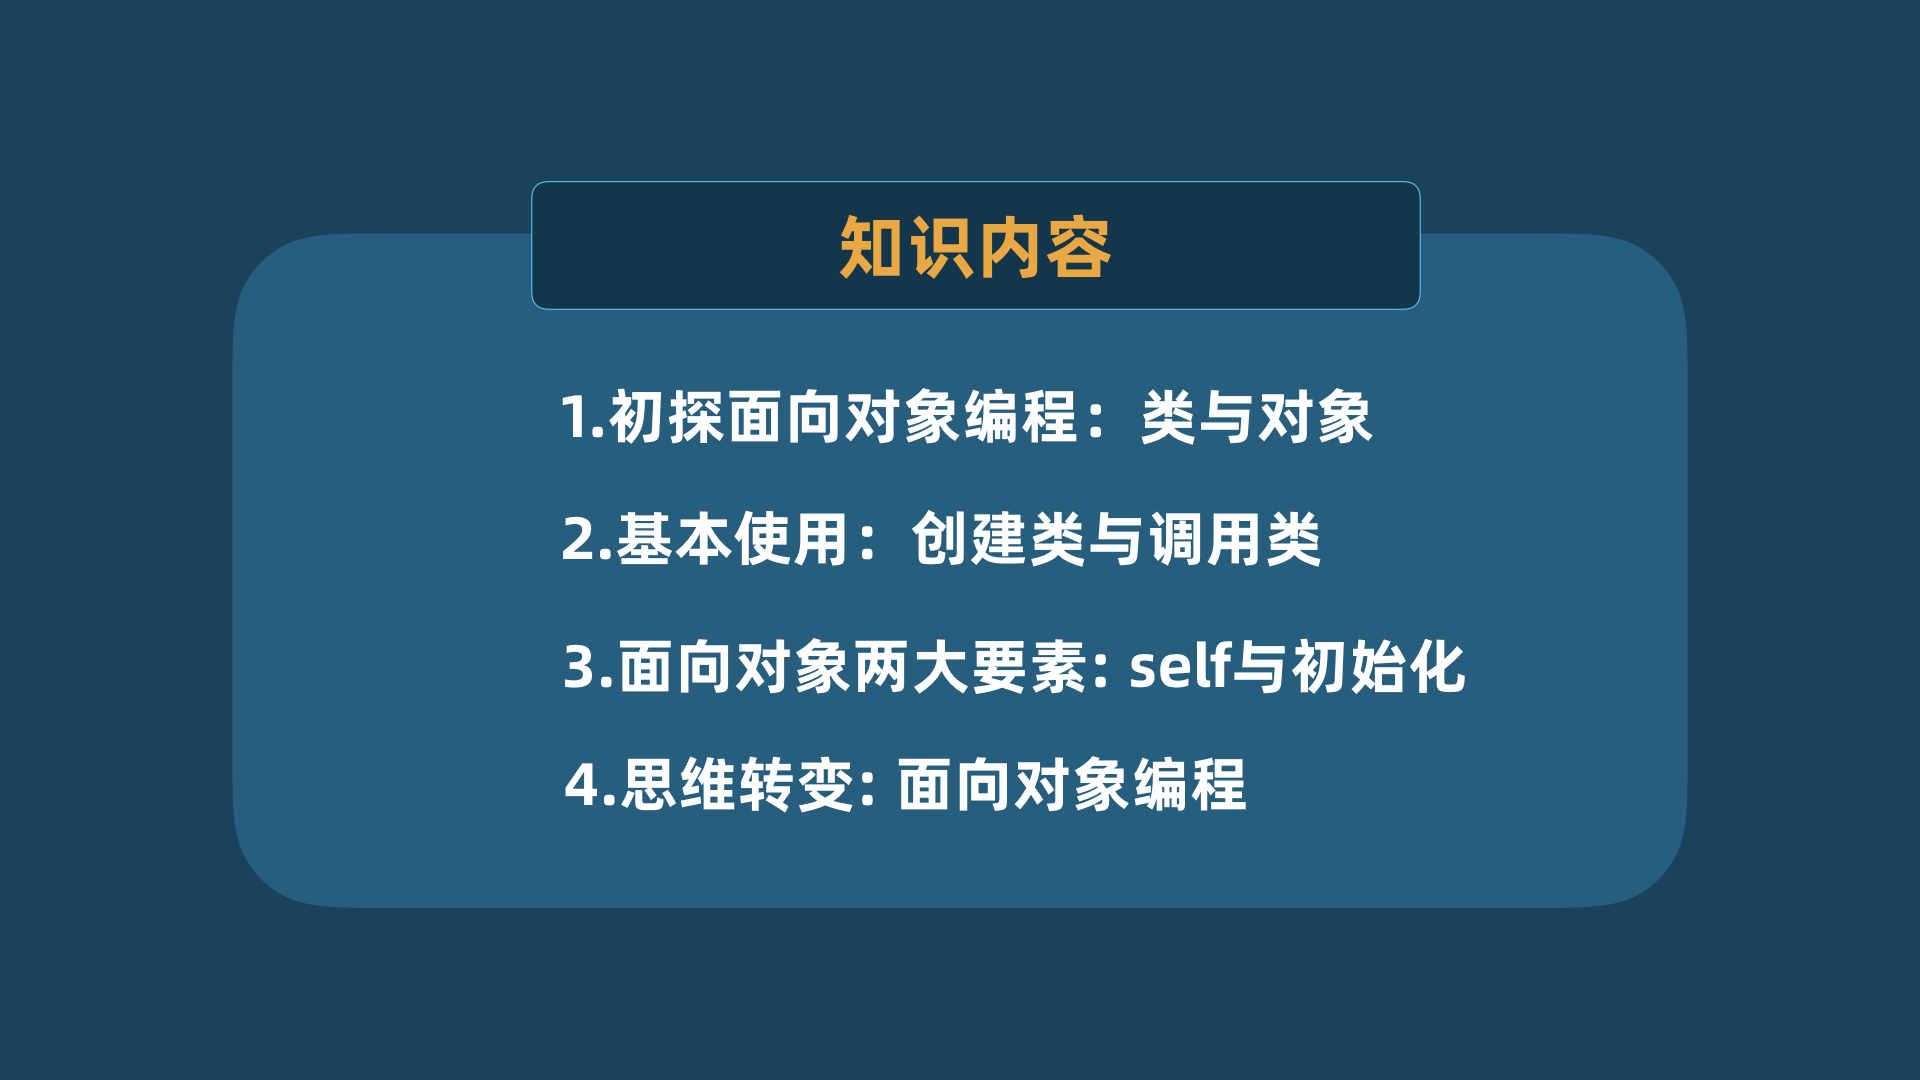 知识内容
1.初探面向对象编程：类与对象
2.基本使用：创建类与调用类
3.面向对象两大要素: self与初始化
4.思维转变: 面向对象编程